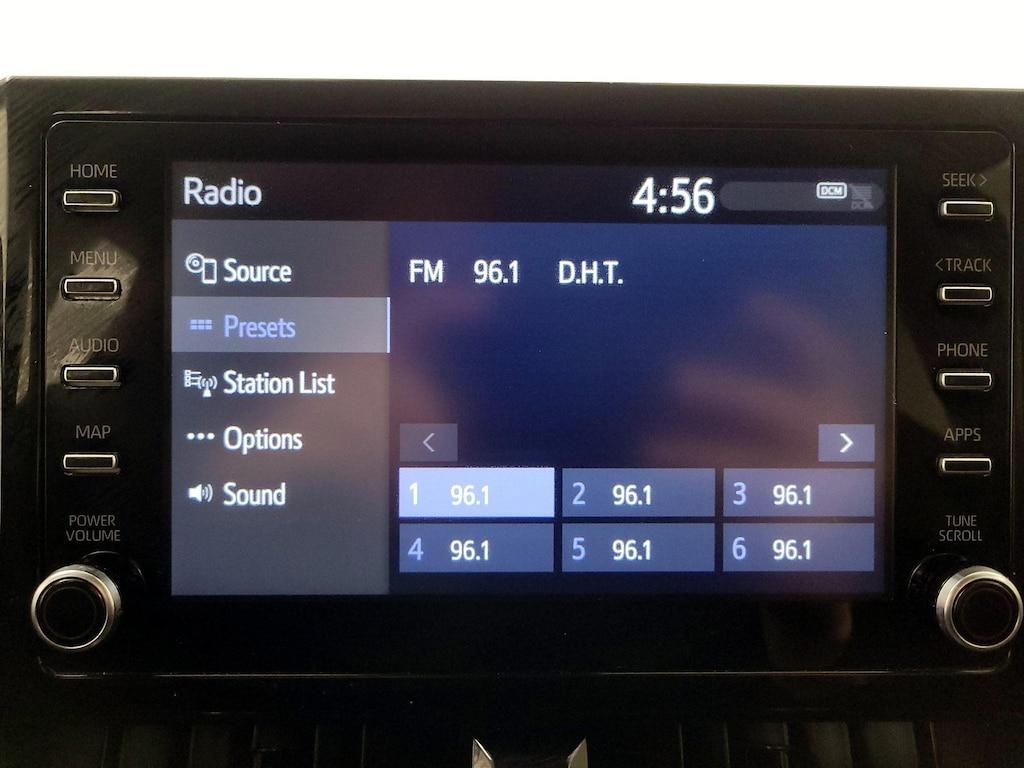 HOME
MENU
AUDIO
MAP
POWER
VOLUME
Radio
4:56
DCM
Source
Presets
Station List
Options
Sound
FM 96.1 D.H.T.
<
>
1 96.1
2 96.1
3 96.1
4 96.1
5 96.1
6 96.1
SEEK>
<TRACK
PHONE
APPS
TUNE
SCROLL